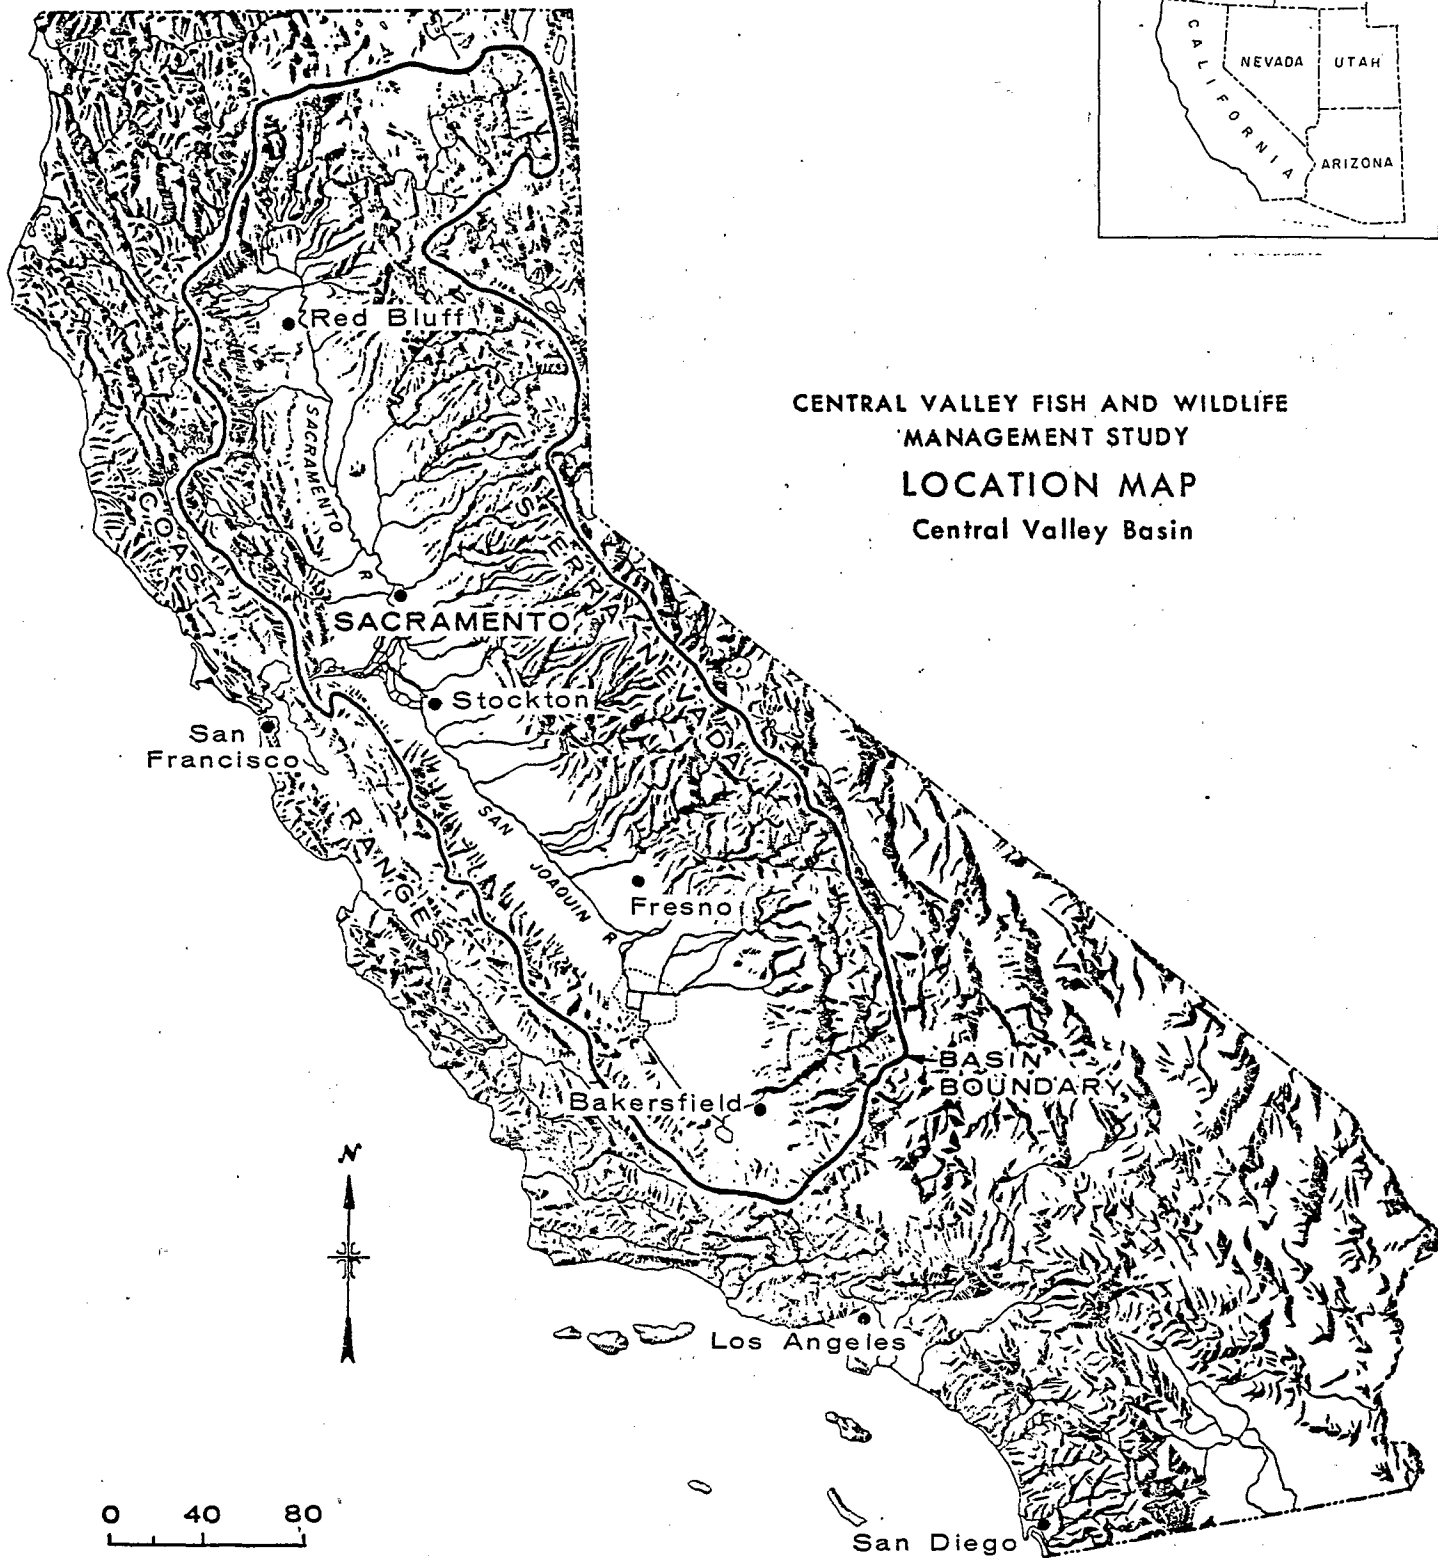 CALIFORNIA
NEVADA
UTAH
ARIZONA
CENTRAL VALLEY FISH AND WILDLIFE
MANAGEMENT STUDY
LOCATION MAP
Central Valley Basin
Red Bluff
SACRAMENTO R
COAST RANGES
SIERRA NEVADA
SACRAMENTO
Stockton
San
Francisco
SAN JOAQUIN R
Fresno
BASIN
BOUNDARY
Bakersfield
N
Los Angeles
San Diego
0 40 80